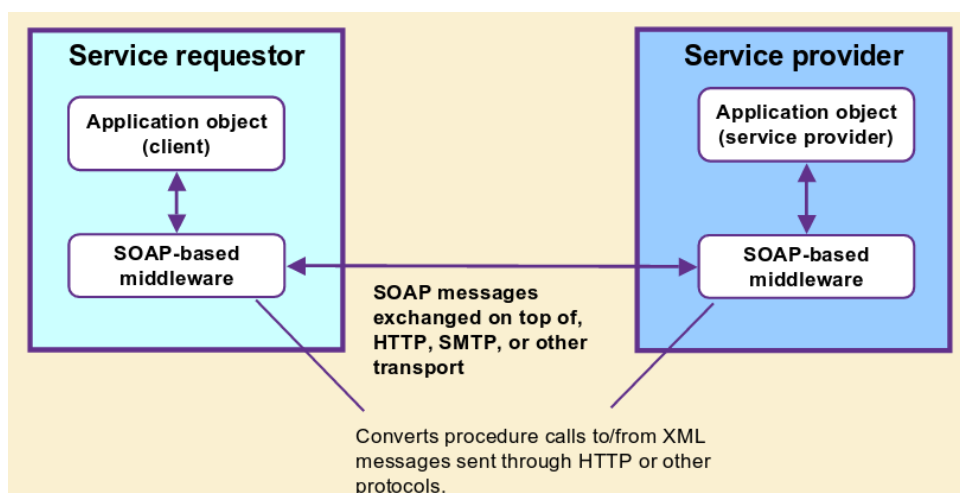 Service requestor
Application object
(client)
SOAP-based
middleware
Service provider
Application object
(service provider)
SOAP-based
middleware
SOAP messages
exchanged on top of,
HTTP, SMTP, or other
transport
Converts procedure calls to/from XML
messages sent through HTTP or other
protocols.